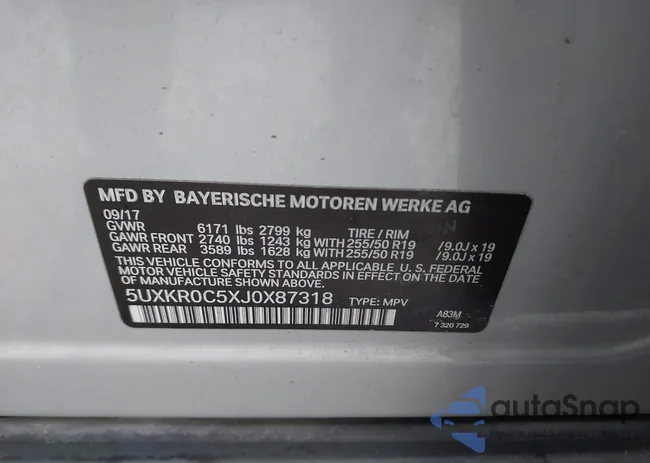 MFD BY BAYERISCHE MOTOREN WERKE AG
09/17
GVWR 6171 lbs 2799 kg TIRE / RIM
GAWR FRONT 2740 lbs 1243 kg WITH 255/50 R19 /9.0J x 19
GAWR REAR 3589 lbs 1628 kg WITH 255/50 R19 /9.0J x 19
THIS VEHICLE CONFORMS TO ALL APPLICABLE U. S. FEDERAL
MOTOR VEHICLE SAFETY STANDARDS IN EFFECT ON THE DATE
OF MANUFACTURE SHOWN ABOVE.
5UXKR0C5XJ0X87318 TYPE: MPV
A83M
7 320 729
autoSnap